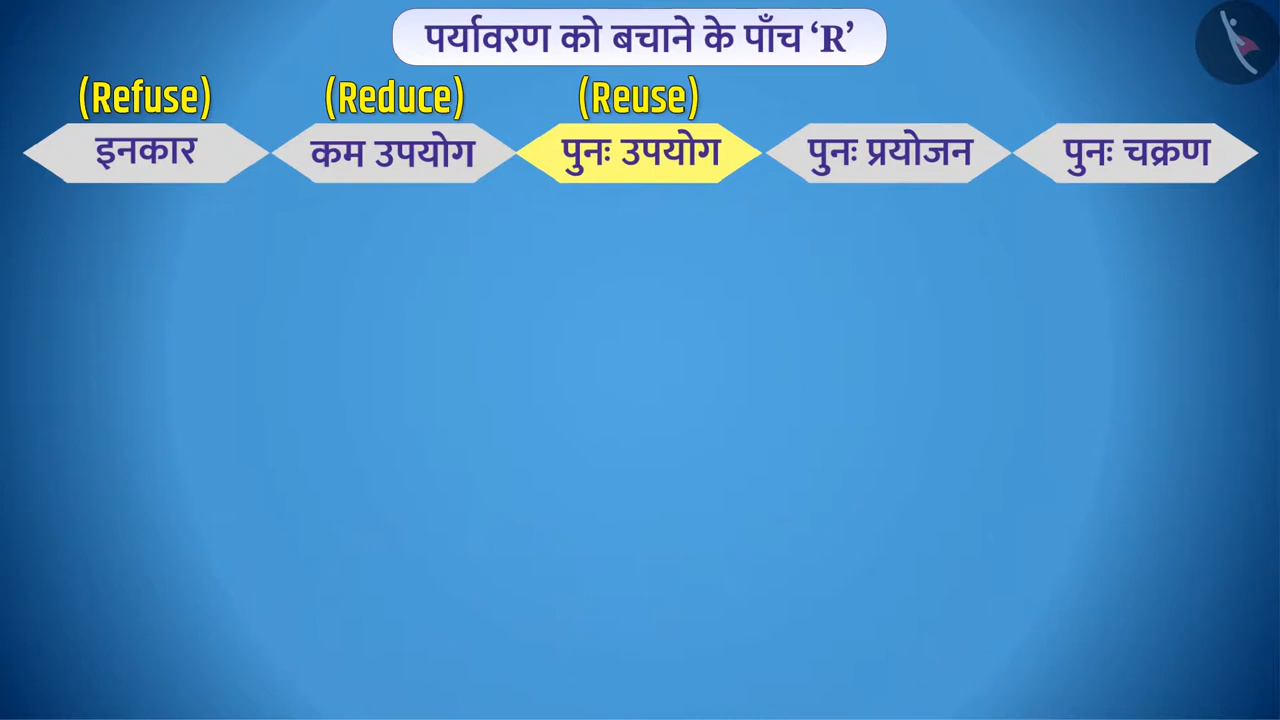 पर्यावरण को बचाने के पाँच ‘R’
(Refuse) (Reduce) (Reuse)
इनकार कम उपयोग पुनः उपयोग पुनः प्रयोजन पुनः चक्रण